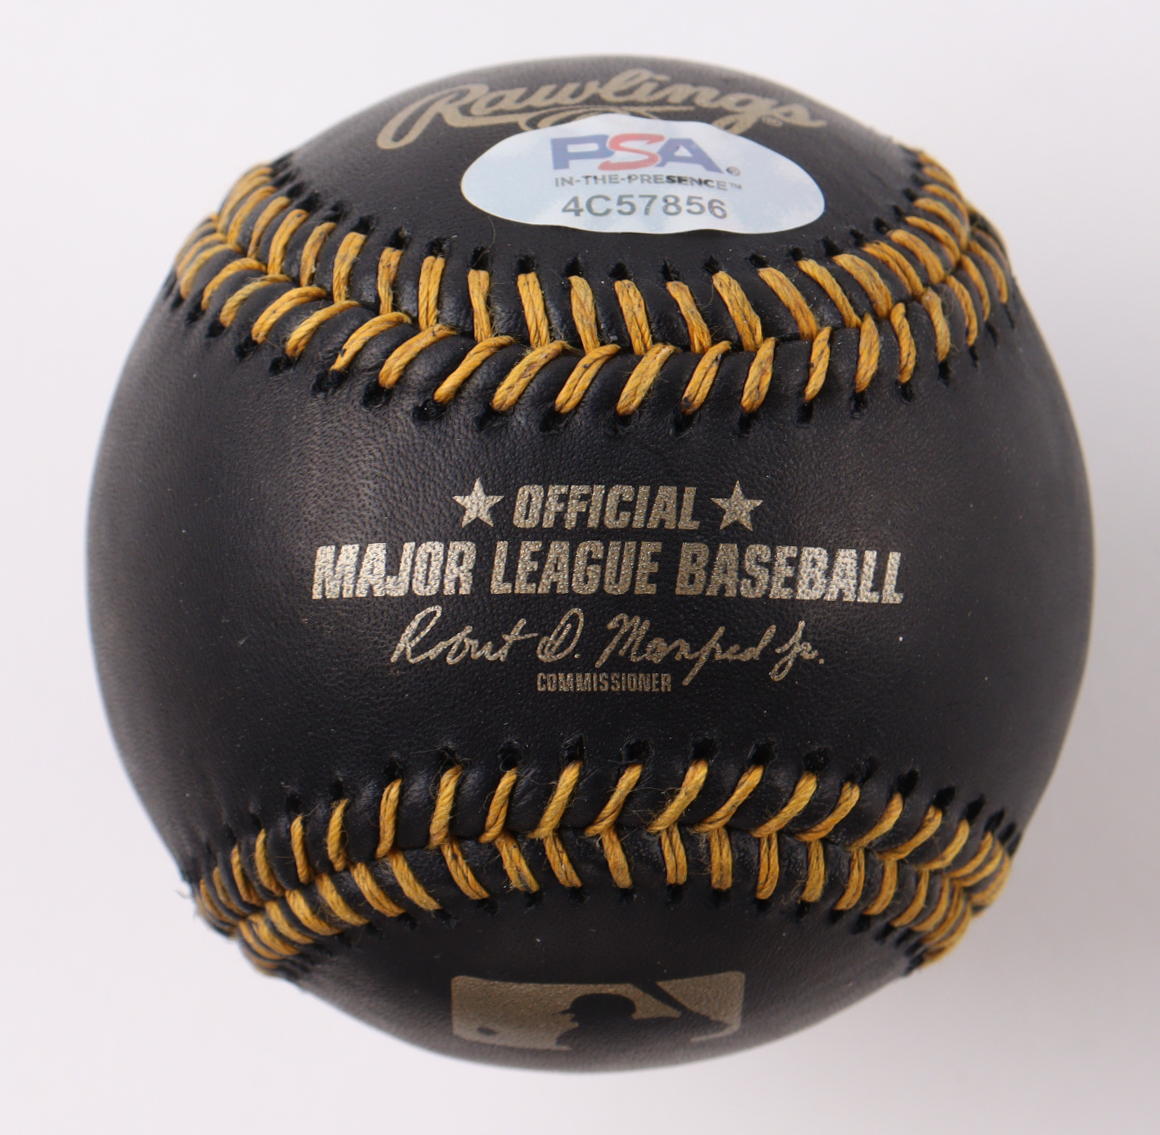 Rawlings®
PSA®
IN-THE-PRESENCE™
4C57856
★ OFFICIAL ★
MAJOR LEAGUE BASEBALL
Robert D. Manfred Jr.
COMMISSIONER